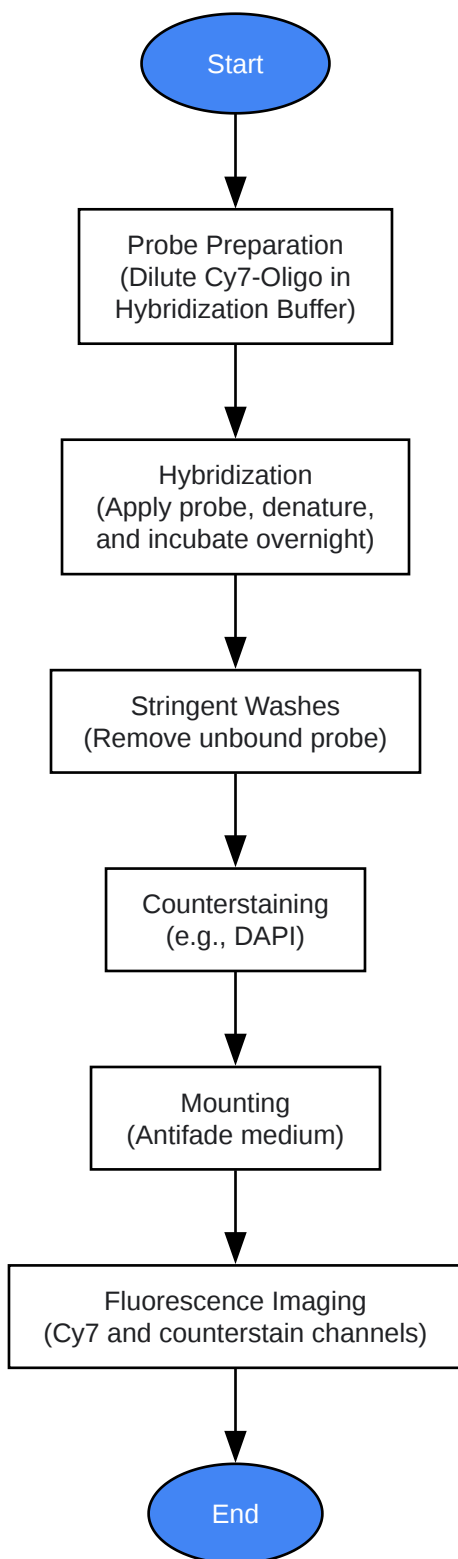 Start
Probe Preparation
(Dilute Cy7-Oligo in
Hybridization Buffer)
Hybridization
(Apply probe, denature,
and incubate overnight)
Stringent Washes
(Remove unbound probe)
Counterstaining
(e.g., DAPI)
Mounting
(Antifade medium)
Fluorescence Imaging
(Cy7 and counterstain channels)
End